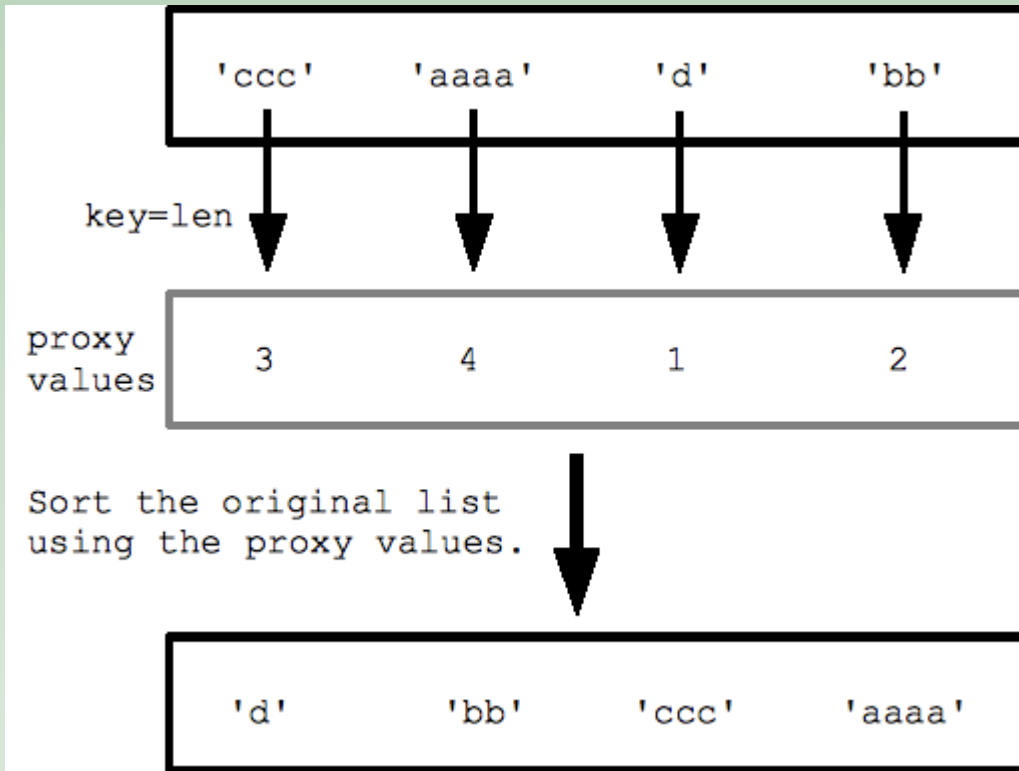 'ccc' 'aaaa' 'd' 'bb'
key=len
proxy
values
3 4 1 2
Sort the original list
using the proxy values.
'd' 'bb' 'ccc' 'aaaa'